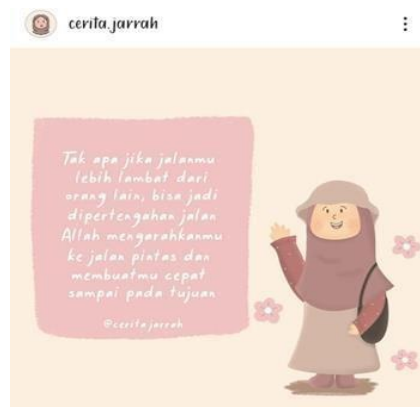 cerita.jarrah
Tak apa jika jalanmu
lebih lambat dari
orang lain, bisa jadi
dipertengahan jalan
Allah mengarahkanmu
ke jalan pintas dan
membuatmu cepat
sampai pada tujuan
@ceritajarrah